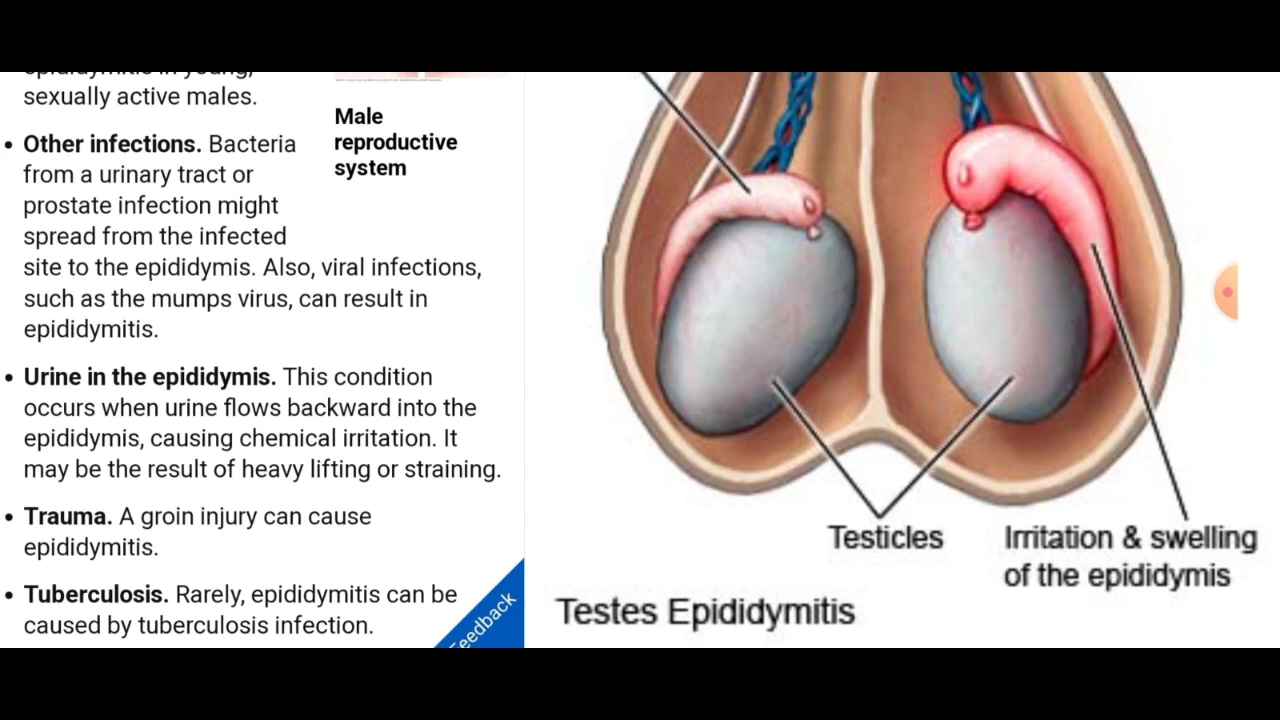 epididymitis in young,
sexually active males.
• Other infections. Bacteria
from a urinary tract or
prostate infection might
spread from the infected
site to the epididymis. Also, viral infections,
such as the mumps virus, can result in
epididymitis.
• Urine in the epididymis. This condition
occurs when urine flows backward into the
epididymis, causing chemical irritation. It
may be the result of heavy lifting or straining.
• Trauma. A groin injury can cause
epididymitis.
• Tuberculosis. Rarely, epididymitis can be
caused by tuberculosis infection.
Male
reproductive
system
Feedback
Testicles
Irritation & swelling
of the epididymis
Testes Epididymitis